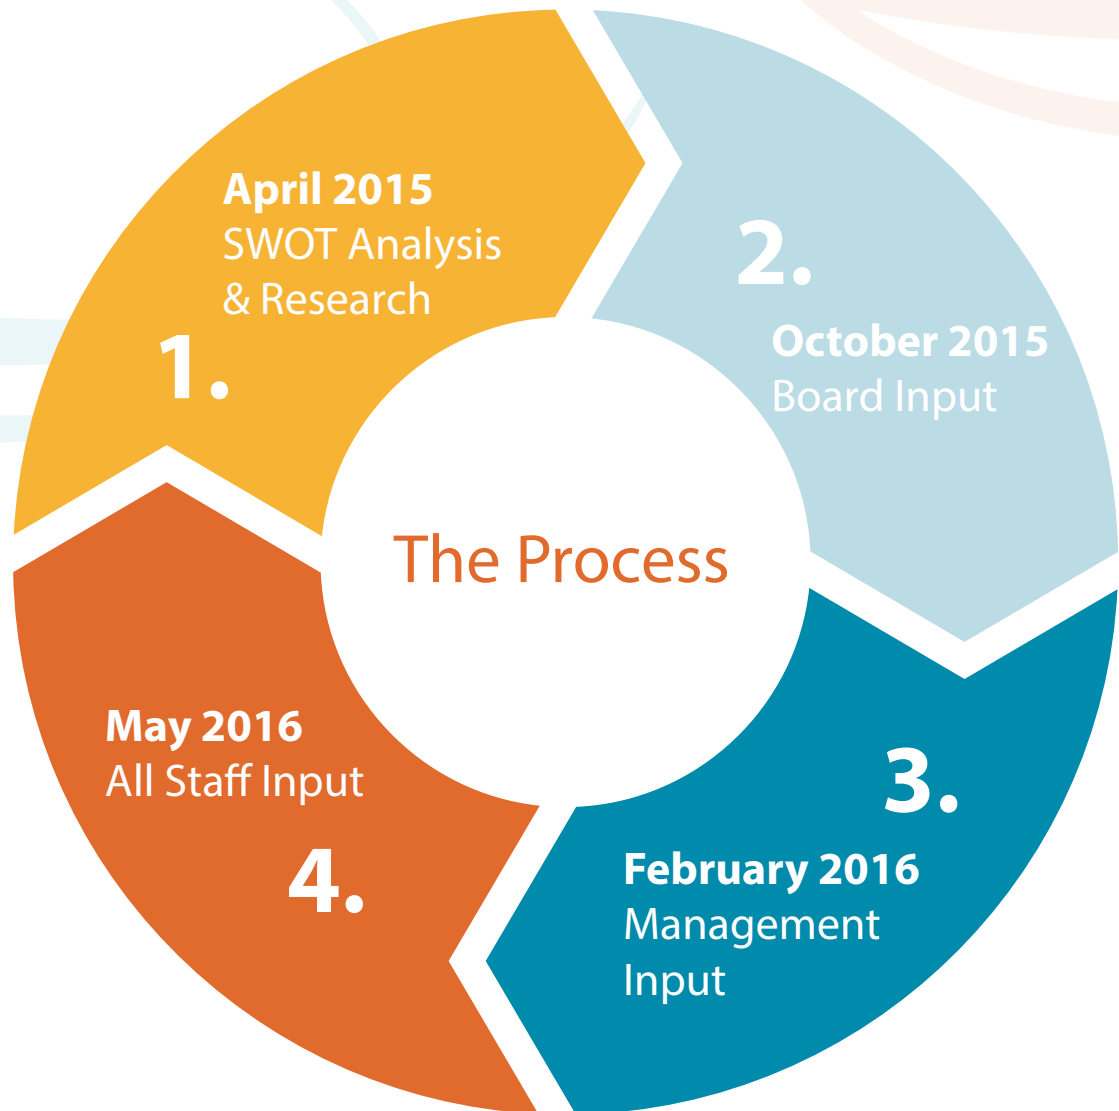 The Process
1.
April 2015
SWOT Analysis
& Research
2.
October 2015
Board Input
3.
February 2016
Management
Input
4.
May 2016
All Staff Input